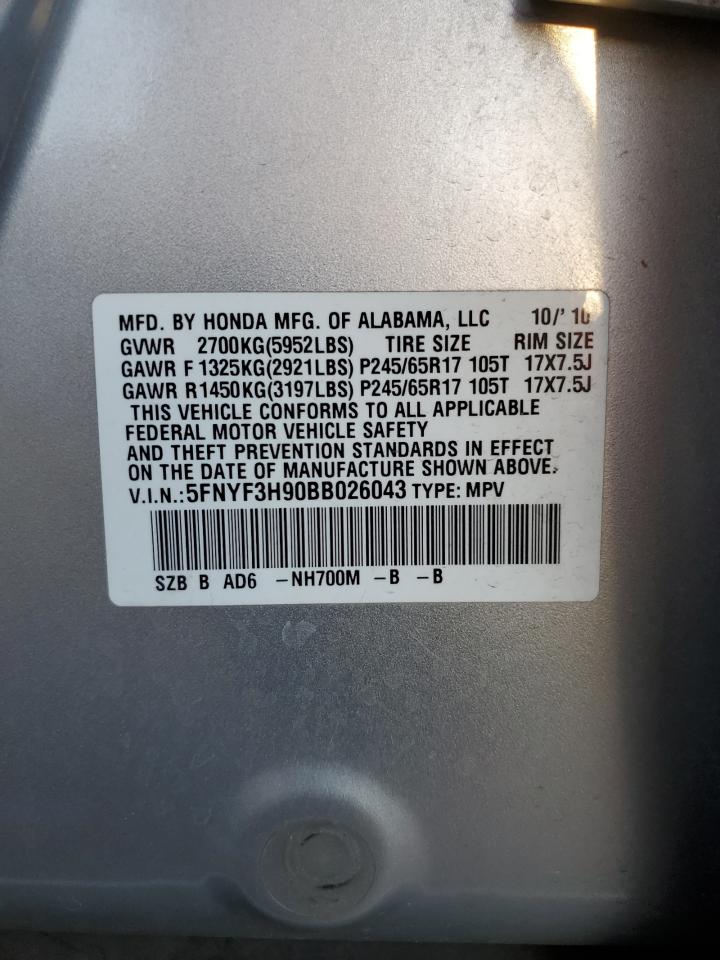 MFD. BY HONDA MFG. OF ALABAMA, LLC 10/'10
GVWR 2700KG(5952LBS) TIRE SIZE RIM SIZE
GAWR F 1325KG(2921LBS) P245/65R17 105T 17X7.5J
GAWR R1450KG(3197LBS) P245/65R17 105T 17X7.5J
THIS VEHICLE CONFORMS TO ALL APPLICABLE
FEDERAL MOTOR VEHICLE SAFETY
AND THEFT PREVENTION STANDARDS IN EFFECT
ON THE DATE OF MANUFACTURE SHOWN ABOVE.
V.I.N.:5FNYF3H90BB026043 TYPE: MPV
SZB B AD6 -NH700M -B -B